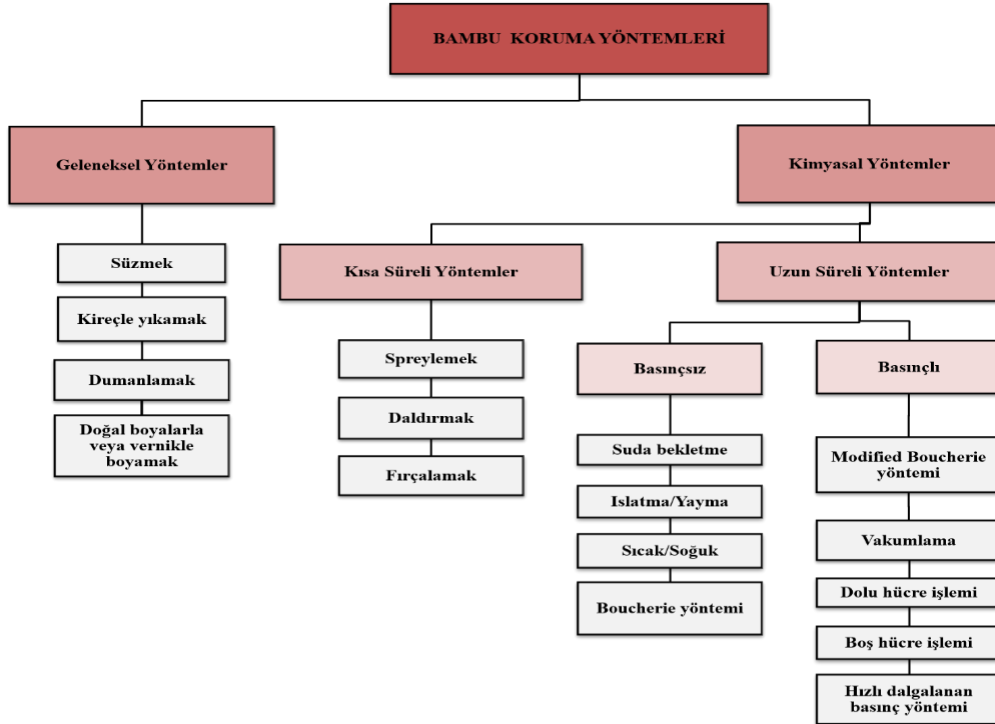 BAMBU KORUMA YÖNTEMLERİ
Geleneksel Yöntemler
Kimyasal Yöntemler
Süzmek
Kireçle yıkamak
Dumanlamak
Doğal boyalarla
veya vernikle
boyamak
Kısa Süreli Yöntemler
Spreylemek
Daldırmak
Fırçalamak
Uzun Süreli Yöntemler
Basınçsız
Suda bekletme
Islatma/Yayma
Sıcak/Soğuk
Boucherie yöntemi
Basınçlı
Modified Boucherie
yöntemi
Vakumlama
Dolu hücre işlemi
Boş hücre işlemi
Hızlı dalgalanan
basınç yöntemi